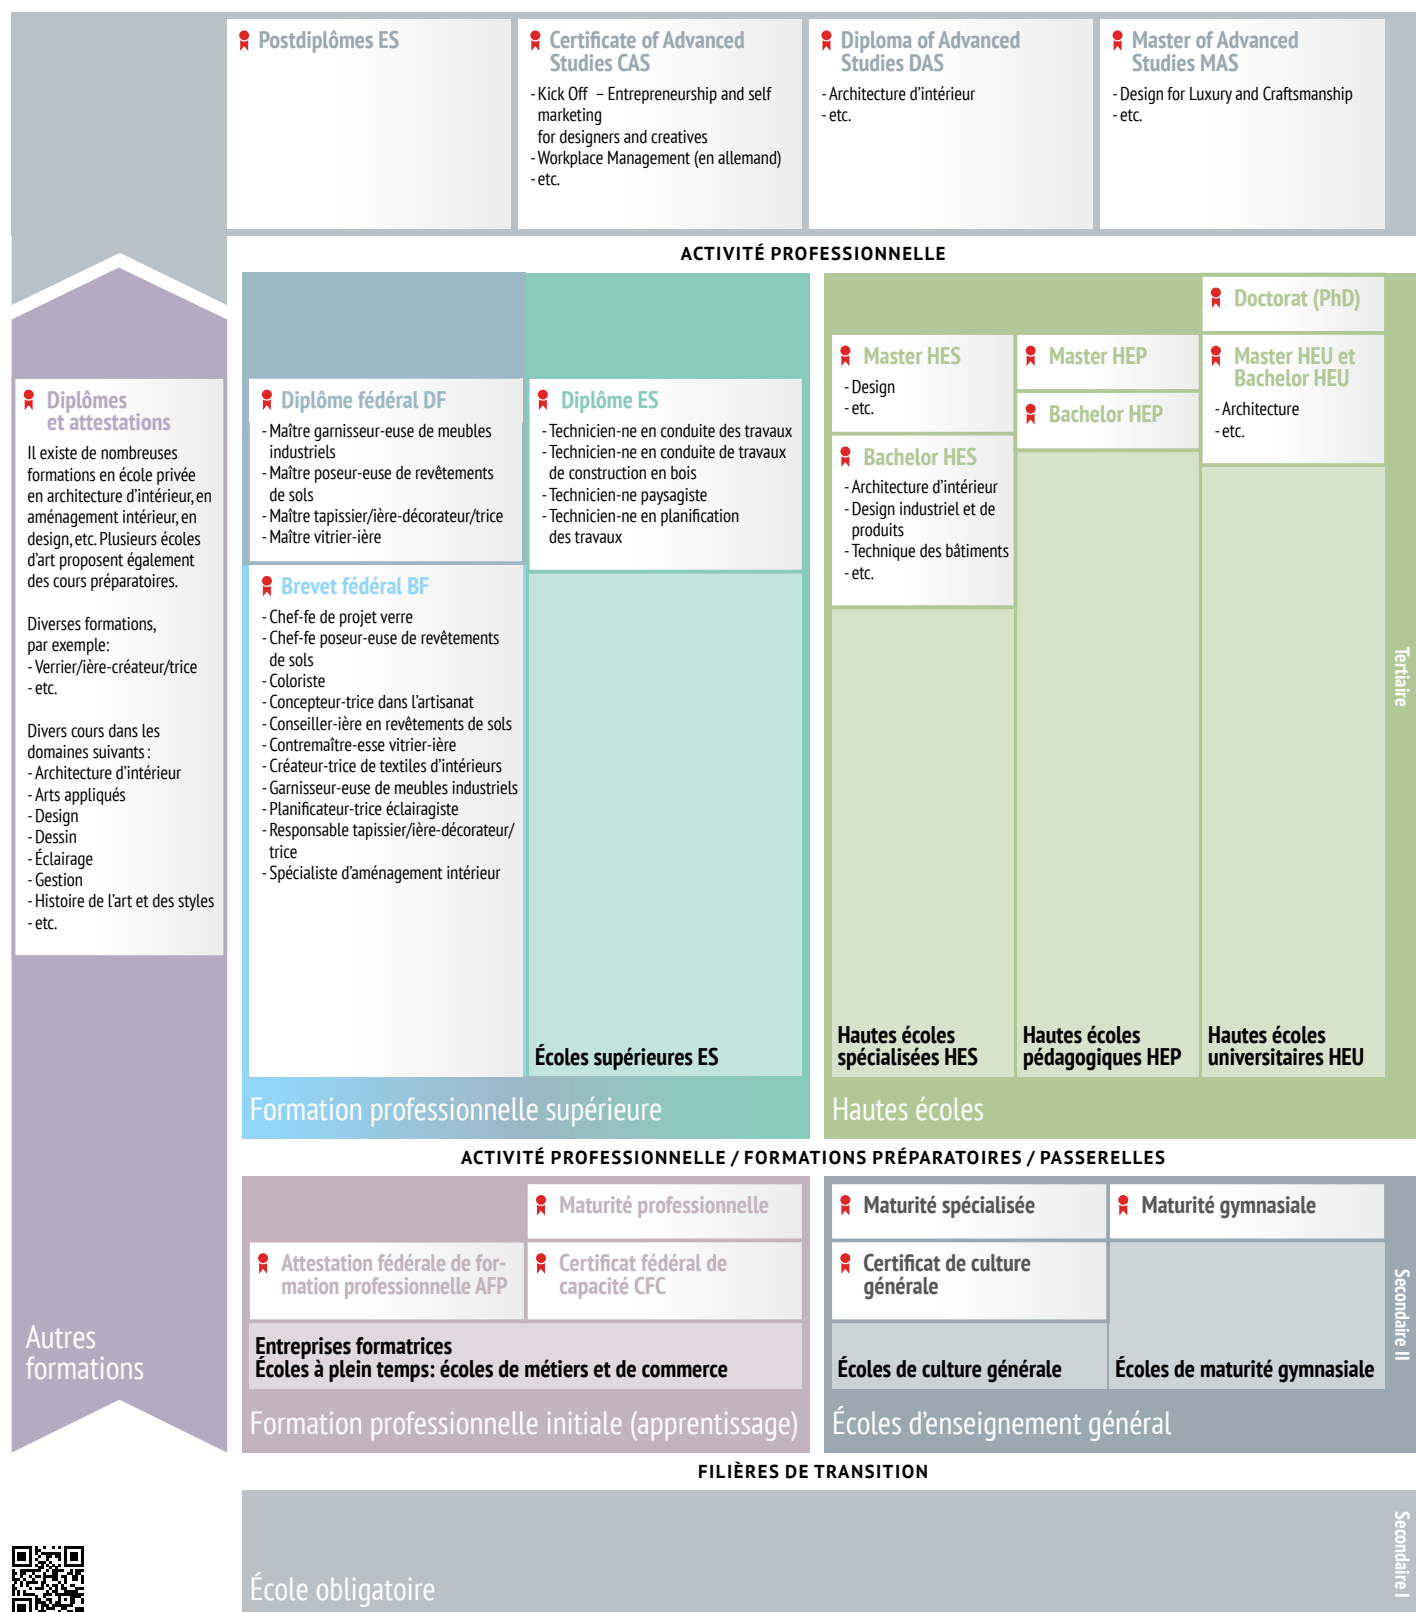 Postdiplômes ES
Certificate of Advanced
Studies CAS
- Kick Off – Entrepreneurship and self
marketing
for designers and creatives
- Workplace Management (en allemand)
- etc.
Diploma of Advanced
Studies DAS
- Architecture d’intérieur
- etc.
Master of Advanced
Studies MAS
- Design for Luxury and Craftsmanship
- etc.
ACTIVITÉ PROFESSIONNELLE
Diplômes
et attestations
Il existe de nombreuses
formations en école privée
en architecture d’intérieur, en
aménagement intérieur, en
design, etc. Plusieurs écoles
d’art proposent également
des cours préparatoires.
Diverses formations,
par exemple:
- Verrier/ière-créateur/trice
- etc.
Divers cours dans les
domaines suivants :
- Architecture d’intérieur
- Arts appliqués
- Design
- Dessin
- Éclairage
- Gestion
- Histoire de l’art et des styles
- etc.
Autres
formations
Diplôme fédéral DF
- Maître garnisseur-euse de meubles
industriels
- Maître poseur-euse de revêtements
de sols
- Maître tapissier/ière-décorateur/trice
- Maître vitrier-ière
Brevet fédéral BF
- Chef-fe de projet verre
- Chef-fe poseur-euse de revêtements
de sols
- Coloriste
- Concepteur-trice dans l’artisanat
- Conseiller-ière en revêtements de sols
- Contremaître-esse vitrier-ière
- Créateur-trice de textiles d’intérieurs
- Garnisseur-euse de meubles industriels
- Planificateur-trice éclairagiste
- Responsable tapissier/ière-décorateur/
trice
- Spécialiste d’aménagement intérieur
Diplôme ES
- Technicien-ne en conduite des travaux
- Technicien-ne en conduite de travaux
de construction en bois
- Technicien-ne paysagiste
- Technicien-ne en planification
des travaux
Écoles supérieures ES
Formation professionnelle supérieure
Master HES
- Design
- etc.
Bachelor HES
- Architecture d’intérieur
- Design industriel et de
produits
- Technique des bâtiments
- etc.
Hautes écoles
spécialisées HES
Master HEP
Bachelor HEP
Hautes écoles
pédagogiques HEP
Doctorat (PhD)
Master HEU et
Bachelor HEU
- Architecture
- etc.
Hautes écoles
universitaires HEU
Hautes écoles
Tertiaire
ACTIVITÉ PROFESSIONNELLE / FORMATIONS PRÉPARATOIRES / PASSERELLES
Maturité professionnelle
Attestation fédérale de for-
mation professionnelle AFP
Certificat fédéral de
capacité CFC
Entreprises formatrices
Écoles à plein temps: écoles de métiers et de commerce
Formation professionnelle initiale (apprentissage)
Maturité spécialisée
Certificat de culture
générale
Écoles de culture générale
Maturité gymnasiale
Écoles de maturité gymnasiale
Écoles d’enseignement général
Secondaire II
FILIÈRES DE TRANSITION
École obligatoire
Secondaire I